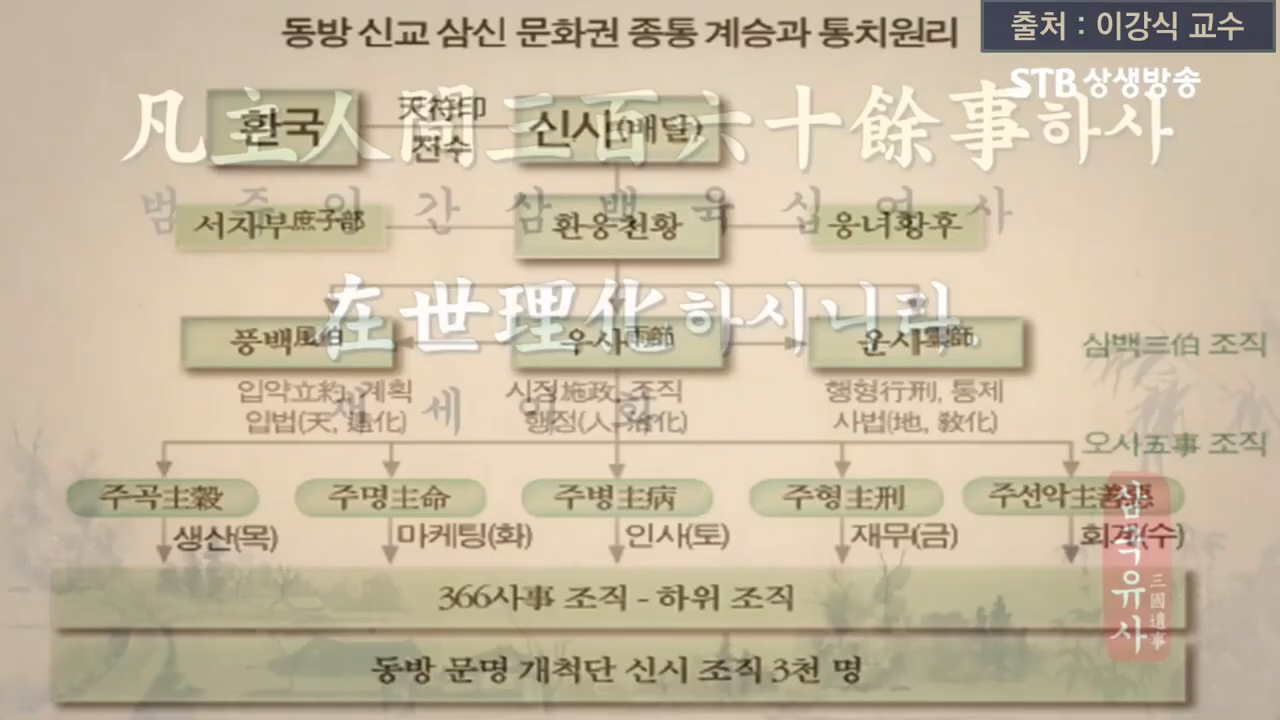 동방 신교 삼신 문화권 종통 계승과 통치원리
출처 : 이강식 교수
STB상생방송
凡主人間三百六十餘事하사
범주인간삼백육십여사
환국
天符印
전수
신시(배달)
서자부庶子部
환웅천황
웅녀황후
在世理化하시니라
재세이화
풍백風伯
우사雨師
운사雲師
삼백三伯 조직
입약立約, 계획
입법(天, 造化)
시정施政, 조직
행정(人, 治化)
행형行刑, 통제
사법(地, 敎化)
오사五事 조직
주곡主穀
주명主命
주병主病
주형主刑
주선악主善惡
생산(목)
마케팅(화)
인사(토)
재무(금)
회계(수)
삼국유사
三國遺事
366사事 조직 - 하위 조직
동방 문명 개척단 신시 조직 3천 명